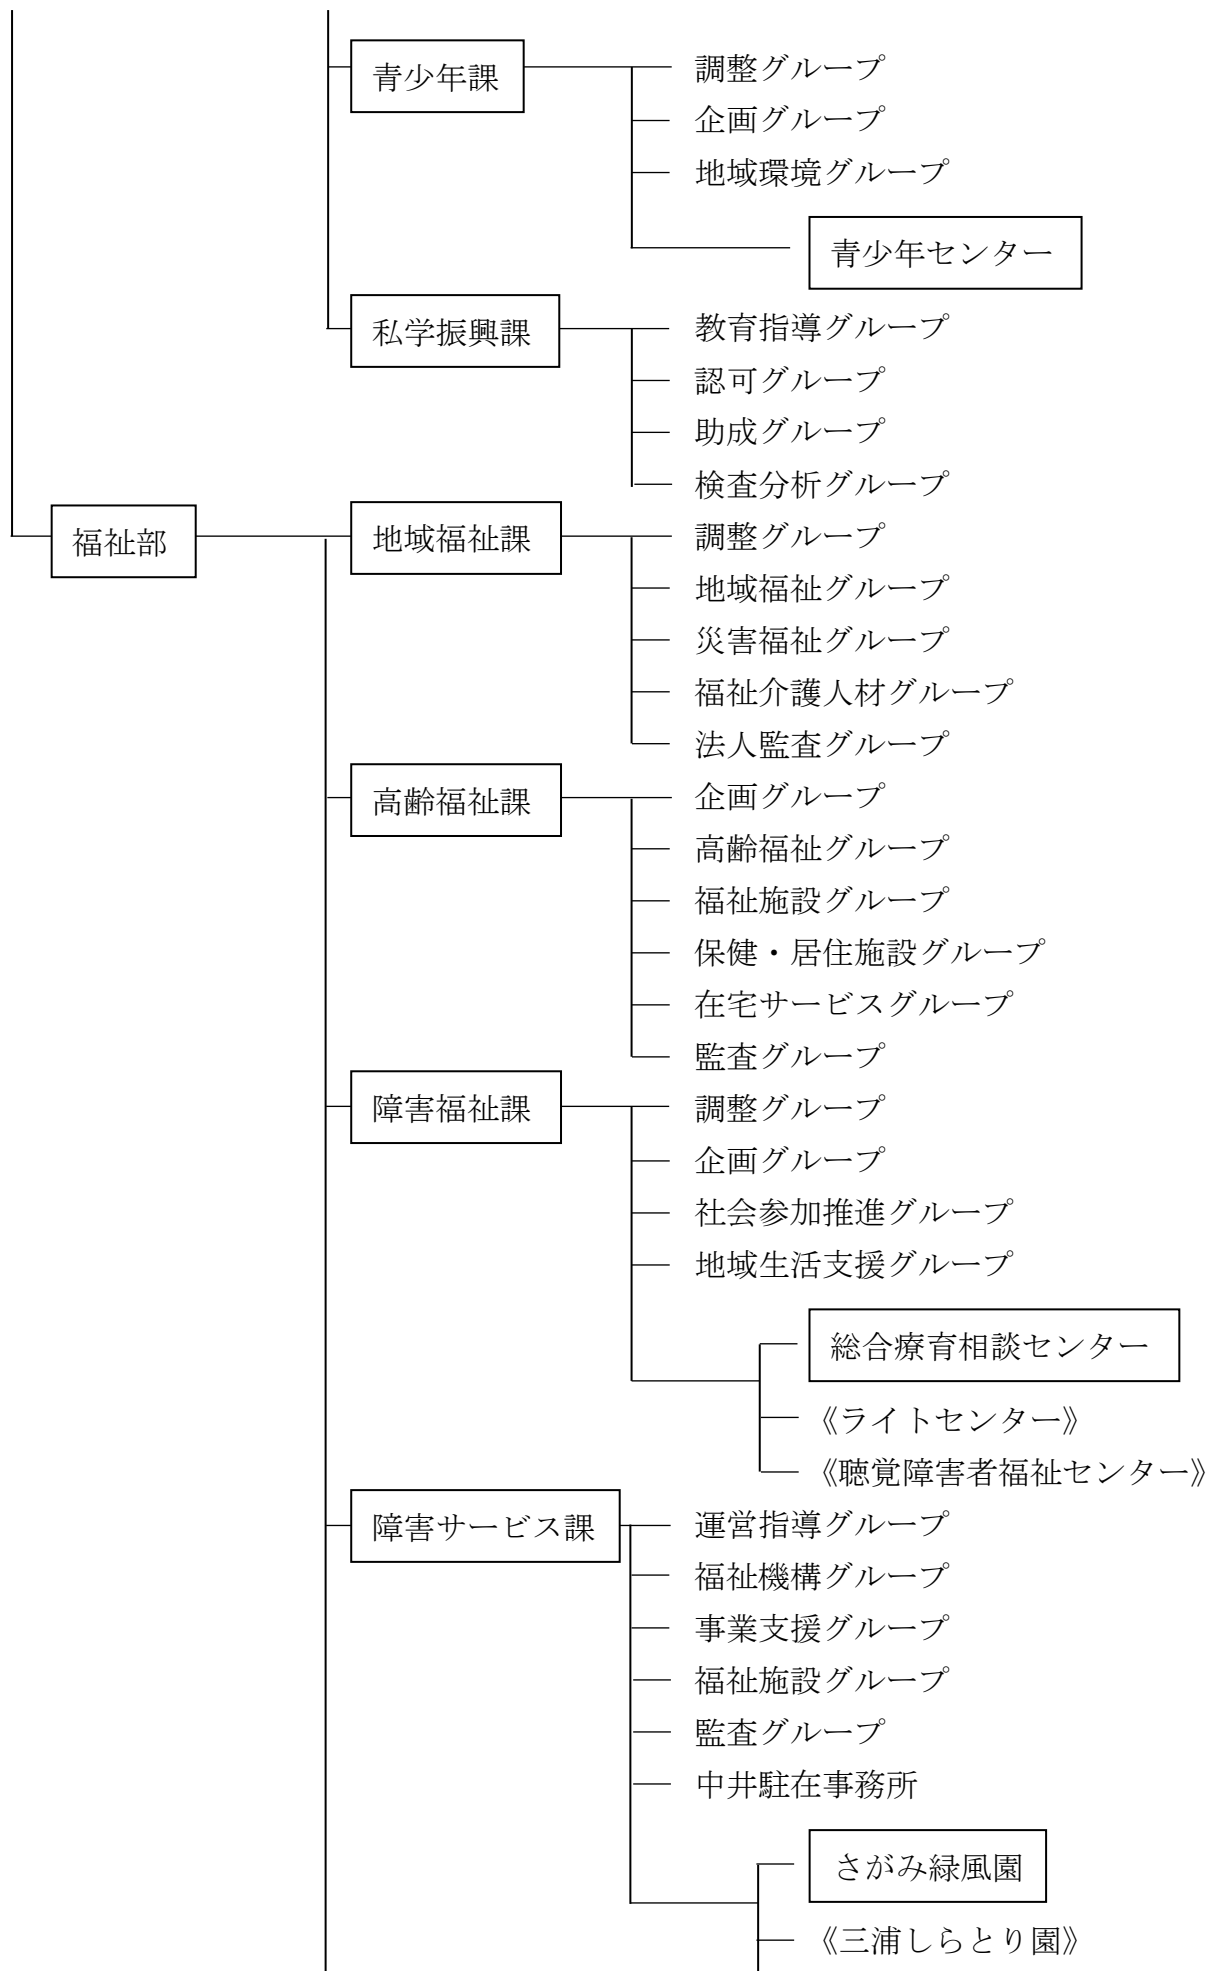 青少年課
調整グループ
企画グループ
地域環境グループ
青少年センター
私学振興課
教育指導グループ
認可グループ
助成グループ
検査分析グループ
福祉部
地域福祉課
調整グループ
地域福祉グループ
災害福祉グループ
福祉介護人材グループ
法人監査グループ
高齢福祉課
企画グループ
高齢福祉グループ
福祉施設グループ
保健・居住施設グループ
在宅サービスグループ
監査グループ
障害福祉課
調整グループ
企画グループ
社会参加推進グループ
地域生活支援グループ
総合療育相談センター
《ライトセンター》
《聴覚障害者福祉センター》
障害サービス課
運営指導グループ
福祉機構グループ
事業支援グループ
福祉施設グループ
監査グループ
中井駐在事務所
さがみ緑風園
《三浦しらとり園》